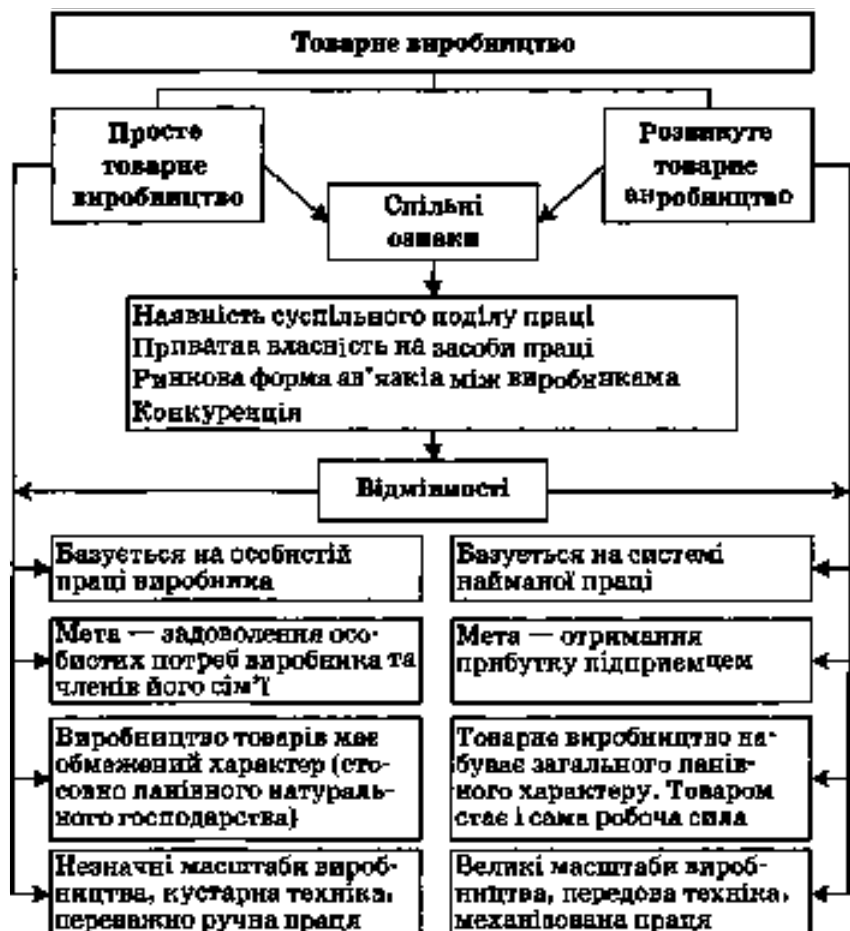 Товарне виробництво
Просте
товарне
виробництво
Розвинуте
товарне
виробництво
Спільні
ознаки
Наявність суспільного поділу праці
Приватна власність на засоби праці
Ринкова форма зв'язків між виробниками
Конкуренція
Відмінності
Базується на особистій
праці виробника
Базується на системі
найманої праці
Мета — задоволення осо-
бистих потреб виробника та
членів його сім'ї
Мета — отримання
прибутку підприємцем
Виробництво товарів має
обмежений характер (сто-
совно панівного натураль-
ного господарства)
Товарне виробництво на-
буває загального панів-
ного характеру. Товаром
стає і сама робоча сила
Незначні масштаби вироб-
ництва, кустарна техніка,
переважно ручна праця
Великі масштаби вироб-
ництва, передова техніка,
механізована праця